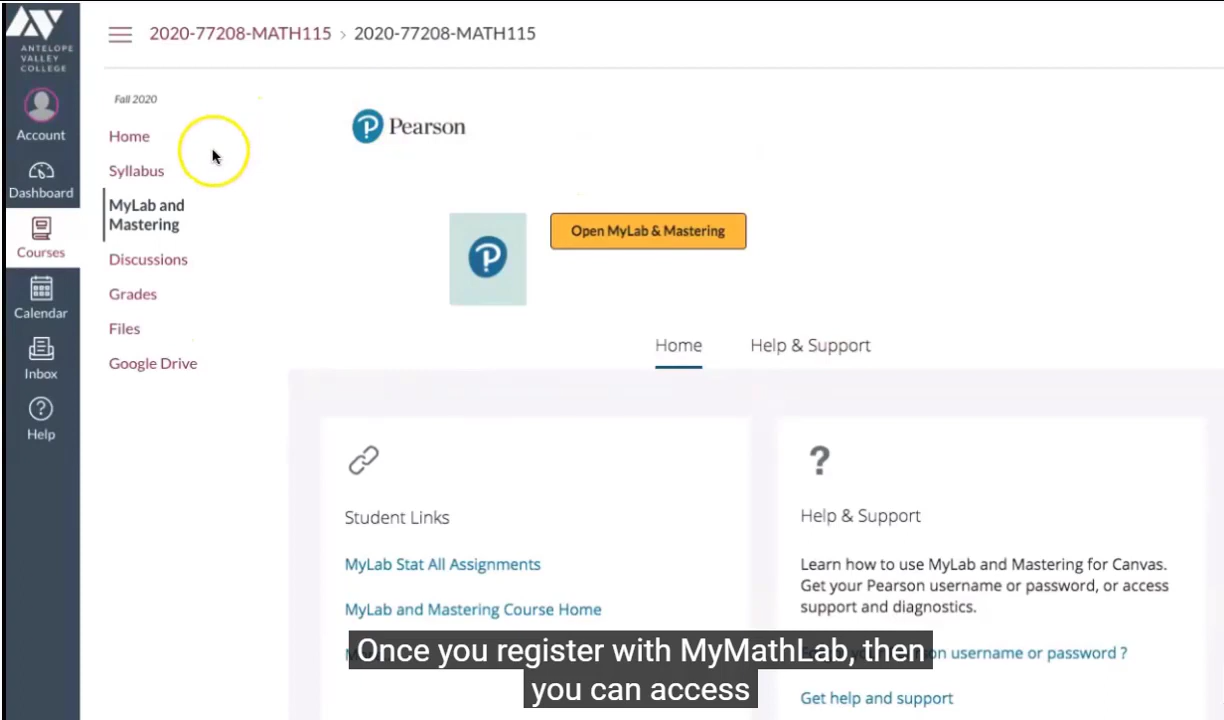 ANTELOPE
VALLEY
COLLEGE
Account
Dashboard
Courses
Calendar
Inbox
Help
2020-77208-MATH115 › 2020-77208-MATH115
Fall 2020
Home
Syllabus
MyLab and
Mastering
Discussions
Grades
Files
Google Drive
Pearson
Open MyLab & Mastering
Home Help & Support
Student Links
MyLab Stat All Assignments
MyLab and Mastering Course Home
?
Help & Support
Learn how to use MyLab and Mastering for Canvas.
Get your Pearson username or password, or access
support and diagnostics.
username or password ?
Get help and support
Once you register with MyMathLab, then
you can access